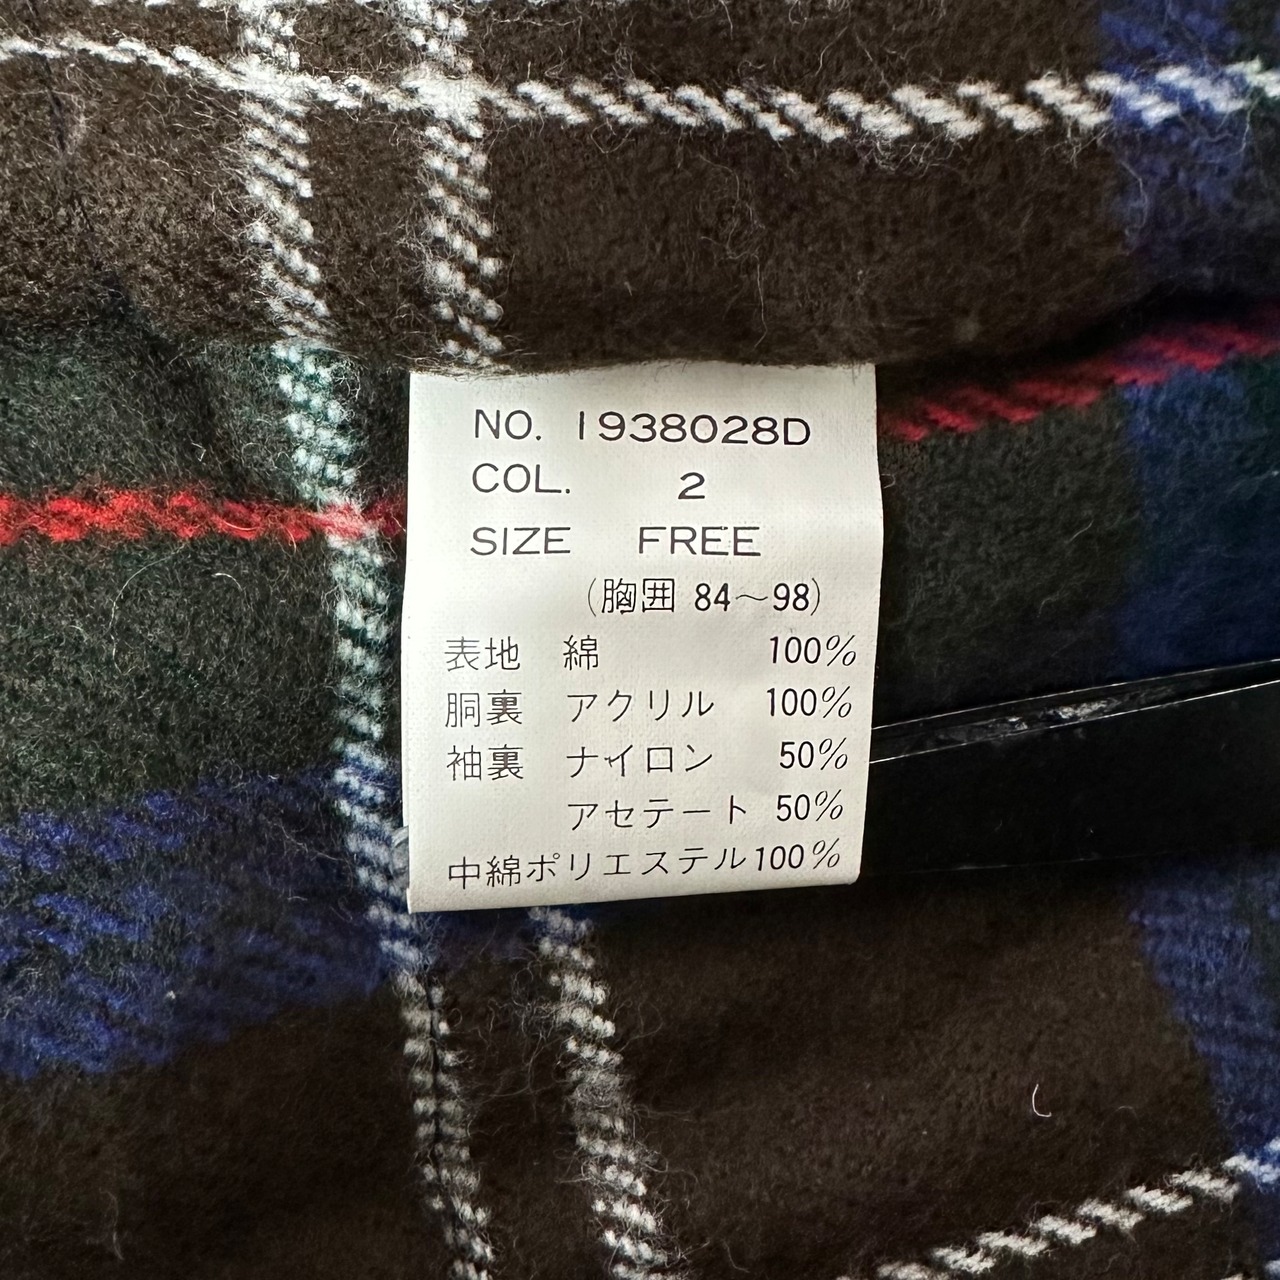 NO. 1938028D
COL. 2
SIZE FREE
(胸囲 84～98)
表地 綿 100%
胴裏 アクリル 100%
袖裏 ナイロン 50%
アセテート 50%
中綿ポリエステル100%